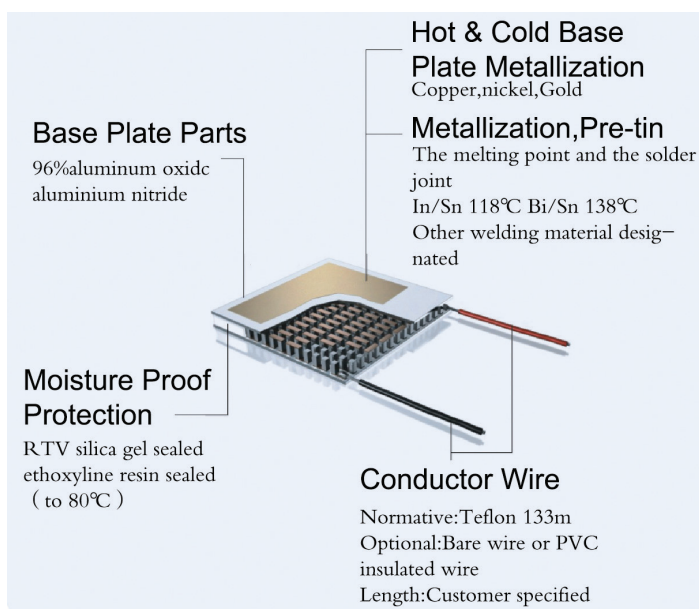 Hot & Cold Base
Plate Metallization
Copper,nickel,Gold
Metallization,Pre-tin
The melting point and the solder
joint
In/Sn 118℃ Bi/Sn 138℃
Other welding material desig-
nated
Base Plate Parts
96%aluminum oxidc
aluminium nitride
Moisture Proof
Protection
RTV silica gel sealed
ethoxyline resin sealed
( to 80℃ )
Conductor Wire
Normative:Teflon 133m
Optional:Bare wire or PVC
insulated wire
Length:Customer specified